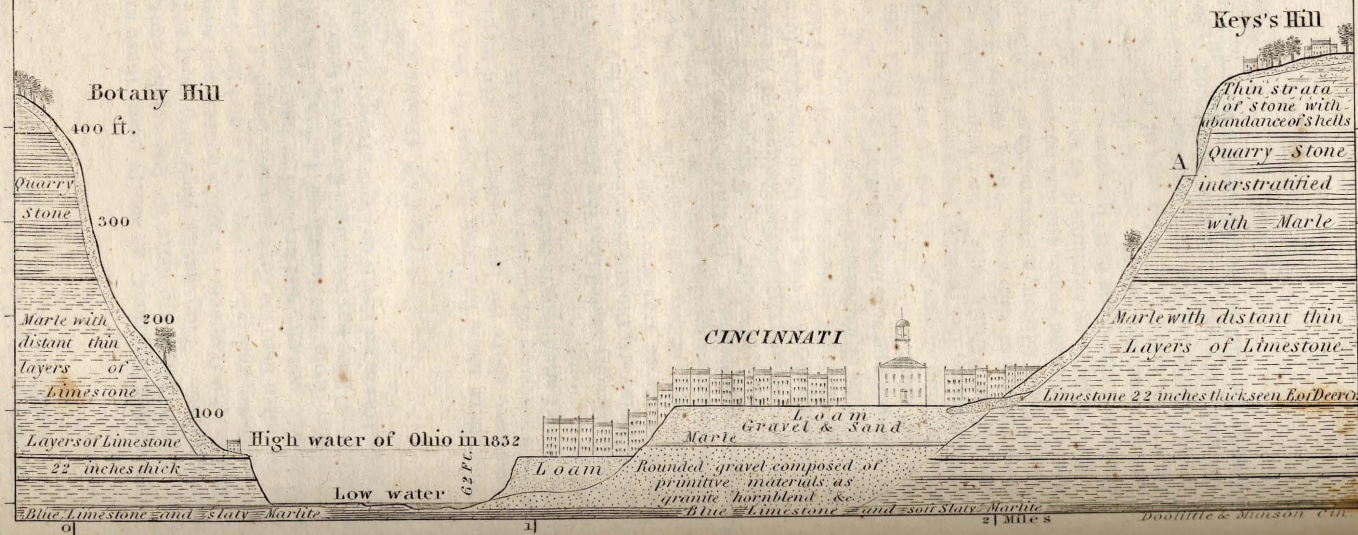 Keys's Hill
Botany Hill
400 ft.
Quarry
Stone
300
Marle with
distant thin
layers of
Limestone
200
100
Layers of Limestone
22 inches thick
High water of Ohio in 1832
Low water
62 Ft.
CINCINNATI
Loam
Gravel & Sand
Marle
Loam
Rounded gravel composed of
primitive materials as
granite hornblend &c
Thin strata
of stone with
abundance of shells
A
Quarry Stone
interstratified
with Marle
Marle with distant thin
Layers of Limestone
Limestone 22 inches thick seen E of Deer
Blue Limestone and slaty Marlite
Blue Limestone and soft Slaty Marlite
0
1
2 Miles
Doolittle & Munson Cin